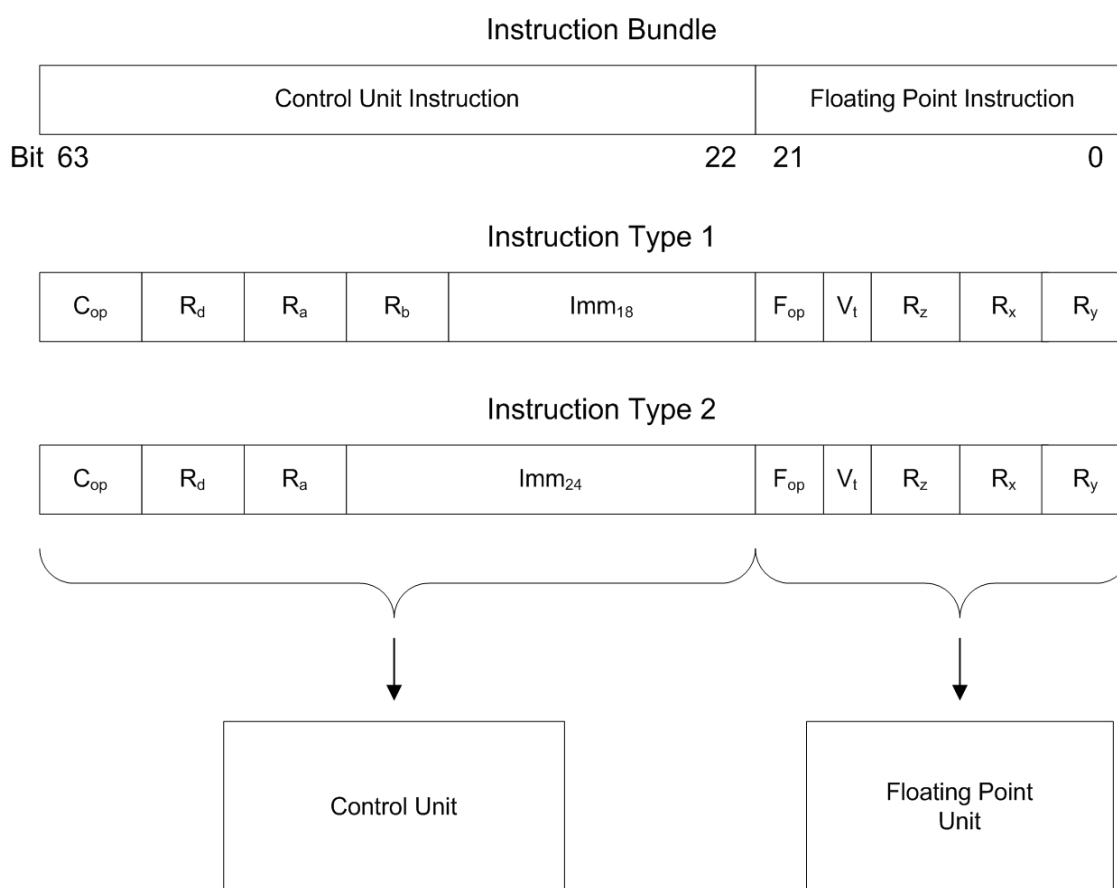 Instruction Bundle
Control Unit Instruction Floating Point Instruction
Bit 63 22 21 0
Instruction Type 1
Cop Rd Ra Rb Imm18 Fop Vt Rz Rx Ry
Instruction Type 2
Cop Rd Ra Imm24 Fop Vt Rz Rx Ry
Control Unit
Floating Point
Unit